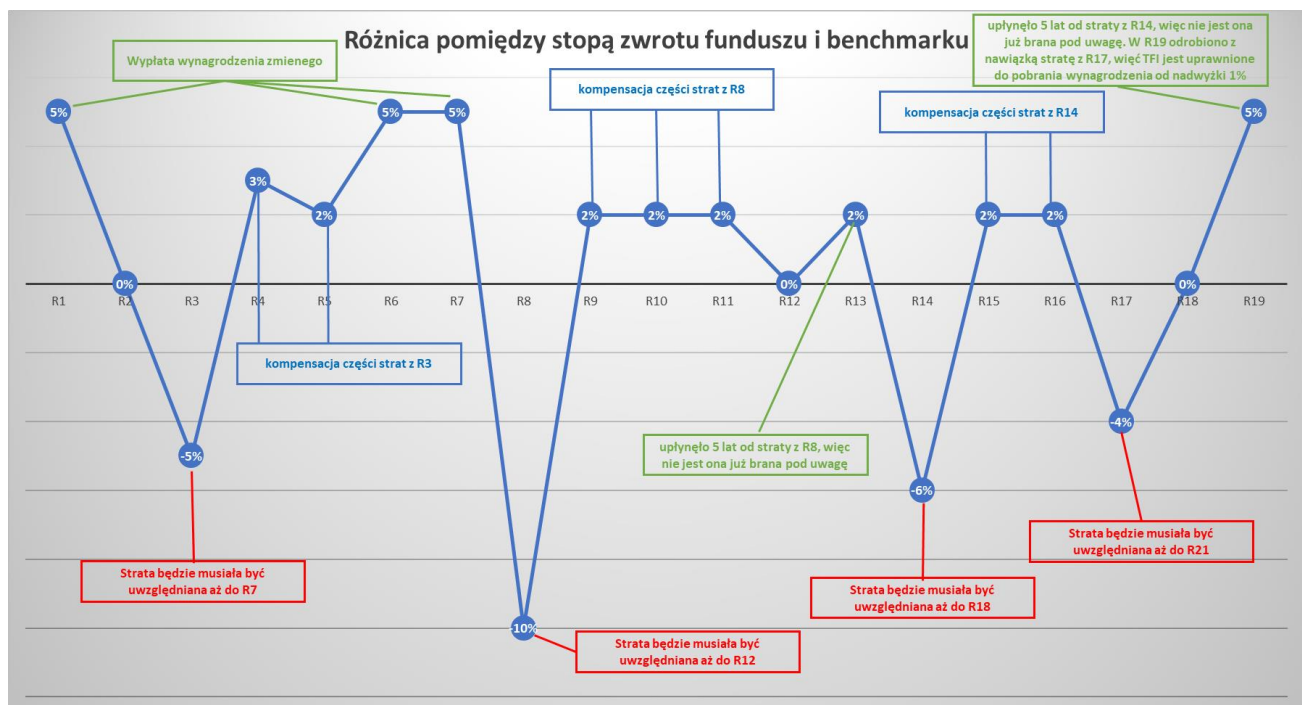 Różnica pomiędzy stopą zwrotu funduszu i benchmarku
Wypłata wynagrodzenia zmienego
upłynęło 5 lat od straty z R14, więc nie jest ona
już brana pod uwagę. W R19 odrobiono z
nawiązką stratę z R17, więć TFI jest uprawnione
do pobrania wynagrodzenia od nadwyżki 1%
kompensacja części strat z R8
kompensacja części strat z R14
5%
0%
-5%
3%
2%
5%
5%
-10%
2%
2%
2%
0%
2%
-6%
2%
2%
-4%
0%
5%
R1
R2
R3
R4
R5
R6
R7
R8
R9
R10
R11
R12
R13
R14
R15
R16
R17
R18
R19
kompensacja części strat z R3
upłynęło 5 lat od straty z R8, więc
nie jest ona już brana pod uwagę
Strata będzie musiała być
uwzględniana aż do R7
Strata będzie musiała być
uwzględniana aż do R12
Strata będzie musiała być
uwzględniana aż do R18
Strata będzie musiała być
uwzględniana aż do R21